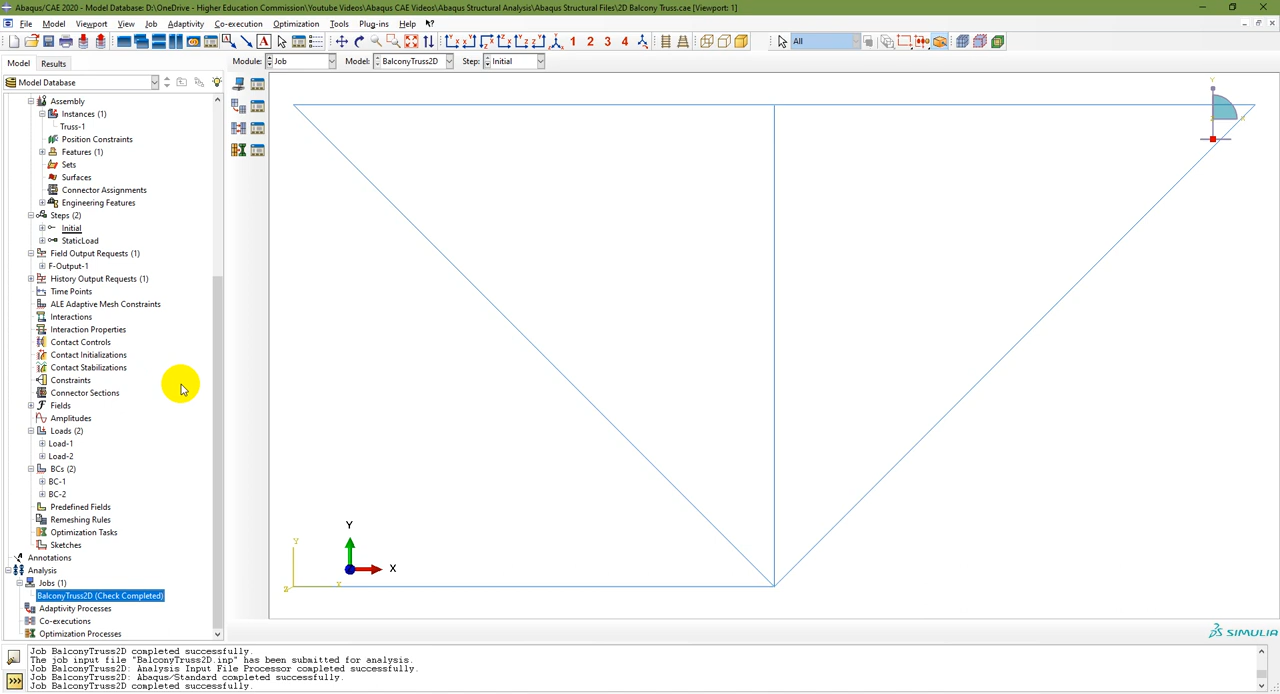 Abaqus/CAE 2020 - Model Database: D:\OneDrive - Higher Education Commission\Youtube Videos\Abaqus CAE Videos\Abaqus Structural Analysis\Abaqus Structural Files\2D Balcony Truss.cae [Viewport: 1]
File Model Viewport View Job Adaptivity Co-execution Optimization Tools Plug-ins Help
A All
1 2 3 4
Model Results Module: Job Model: BalconyTruss2D Step: Initial
Model Database
Assembly
Instances (1)
Truss-1
Position Constraints
Features (1)
Sets
Surfaces
Connector Assignments
Engineering Features
Steps (2)
Initial
StaticLoad
Field Output Requests (1)
F-Output-1
History Output Requests (1)
Time Points
ALE Adaptive Mesh Constraints
Interactions
Interaction Properties
Contact Controls
Contact Initializations
Contact Stabilizations
Constraints
Connector Sections
Fields
Amplitudes
Loads (2)
Load-1
Load-2
BCs (2)
BC-1
BC-2
Predefined Fields
Remeshing Rules
Optimization Tasks
Sketches
Annotations
Analysis
Jobs (1)
BalconyTruss2D (Check Completed)
Adaptivity Processes
Co-executions
Optimization Processes
Y
X
Y
Z
SIMULIA
Job BalconyTruss2D completed successfully.
The job input file "BalconyTruss2D.inp" has been submitted for analysis.
Job BalconyTruss2D: Analysis Input File Processor completed successfully.
Job BalconyTruss2D: Abaqus/Standard completed successfully.
Job BalconyTruss2D completed successfully.